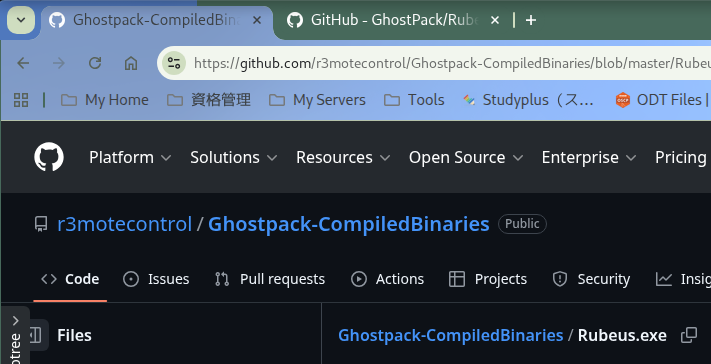 Ghostpack-CompiledBina
GitHub - GhostPack/Rube
https://github.com/r3motecontrol/Ghostpack-CompiledBinaries/blob/master/Rubeu
My Home 資格管理 My Servers Tools Studyplus（ス… ODT Files |
Platform Solutions Resources Open Source Enterprise Pricing
r3motecontrol / Ghostpack-CompiledBinaries Public
Code Issues Pull requests Actions Projects Security Insig
Files
Ghostpack-CompiledBinaries / Rubeus.exe
otree